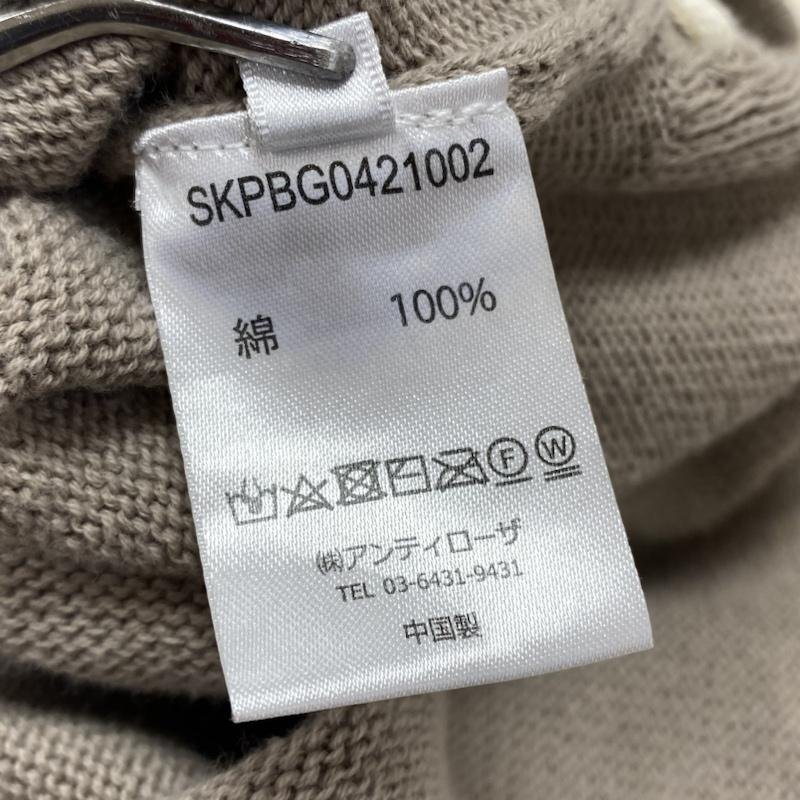 SKPBG0421002
綿 100%
F W
㈱アンティローザ
TEL 03-6431-9431
中国製